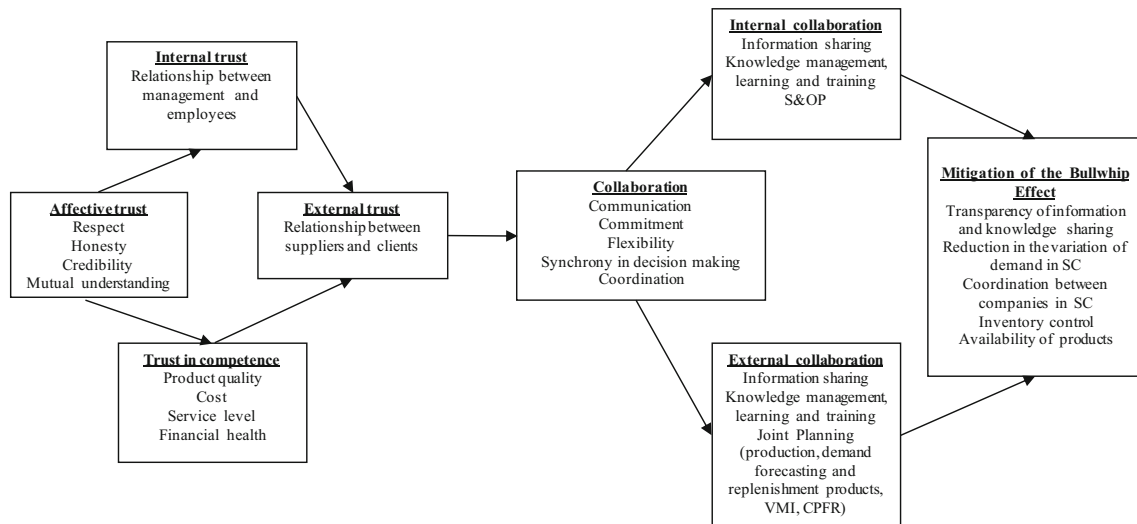 Internal trust
Relationship between
management and
employees
Affective trust
Respect
Honesty
Credibility
Mutual understanding
Trust in competence
Product quality
Cost
Service level
Financial health
External trust
Relationship between
suppliers and clients
Collaboration
Communication
Commitment
Flexibility
Synchrony in decision making
Coordination
Internal collaboration
Information sharing
Knowledge management,
learning and training
S&OP
External collaboration
Information sharing
Knowledge management,
learning and training
Joint Planning
(production, demand
forecasting and
replenishment products,
VMI, CPFR)
Mitigation of the Bullwhip
Effect
Transparency of information
and knowledge sharing
Reduction in the variation of
demand in SC
Coordination between
companies in SC
Inventory control
Availability of products